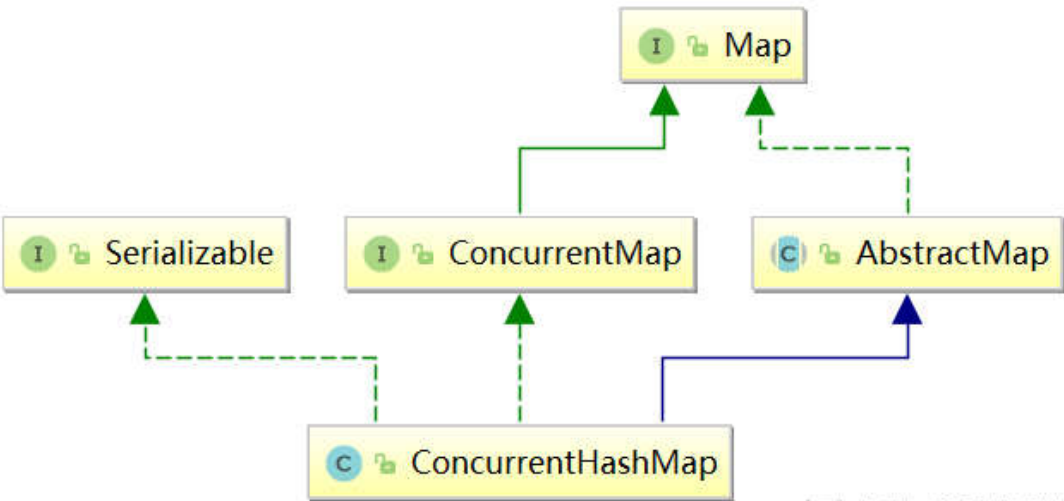 I Map
I Serializable
I ConcurrentMap
C AbstractMap
C ConcurrentHashMap